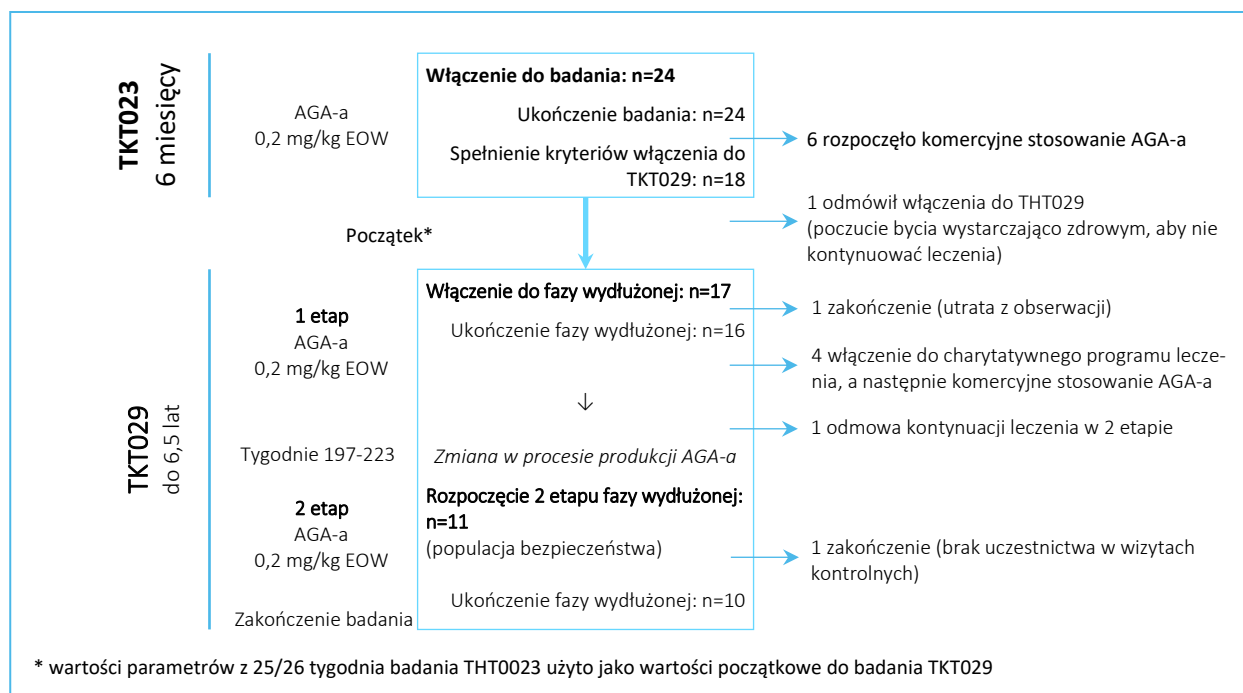 TKT023
6 miesięcy
AGA-a
0,2 mg/kg EOW
Włączenie do badania: n=24
Ukończenie badania: n=24
Spełnienie kryteriów włączenia do
TKT029: n=18
6 rozpoczęło komercyjne stosowanie AGA-a
1 odmówił włączenia do THT029
(poczucie bycia wystarczająco zdrowym, aby nie
kontynuować leczenia)
Początek*
TKT029
do 6,5 lat
1 etap
AGA-a
0,2 mg/kg EOW
Włączenie do fazy wydłużonej: n=17
Ukończenie fazy wydłużonej: n=16
1 zakończenie (utrata z obserwacji)
4 włączenie do charytatywnego programu lecze-
nia, a następnie komercyjne stosowanie AGA-a
↓
1 odmowa kontynuacji leczenia w 2 etapie
Tygodnie 197-223
Zmiana w procesie produkcji AGA-a
2 etap
AGA-a
0,2 mg/kg EOW
Rozpoczęcie 2 etapu fazy wydłużonej:
n=11
(populacja bezpieczeństwa)
1 zakończenie (brak uczestnictwa w wizytach
kontrolnych)
Ukończenie fazy wydłużonej: n=10
Zakończenie badania
* wartości parametrów z 25/26 tygodnia badania THT0023 użyto jako wartości początkowe do badania TKT029